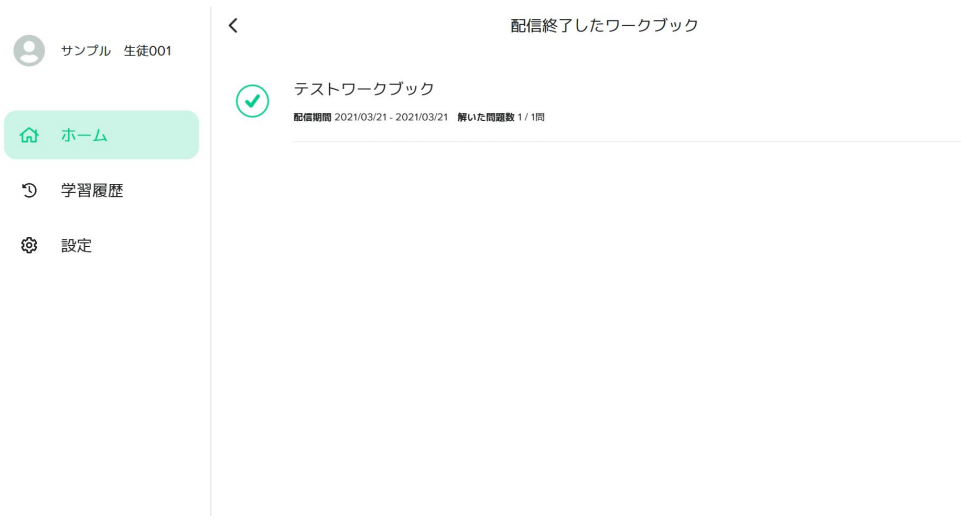 サンプル　生徒001
ホーム
学習履歴
設定
配信終了したワークブック
テストワークブック
配信期間 2021/03/21 - 2021/03/21　解いた問題数 1 / 1問